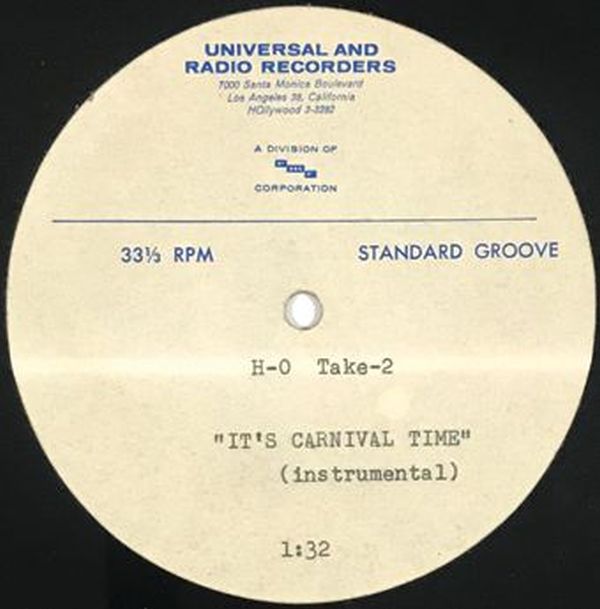 UNIVERSAL AND
RADIO RECORDERS
7000 Santa Monica Boulevard
Los Angeles 38, California
HOllywood 3-3282
A DIVISION OF
CORPORATION
33⅓ RPM STANDARD GROOVE
H-O Take-2
"IT'S CARNIVAL TIME"
(instrumental)
1:32